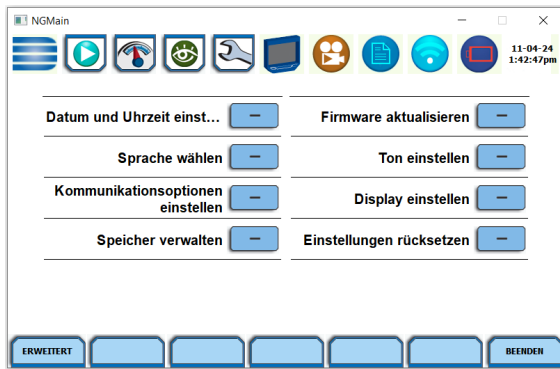 NGMain
11-04-24
1:42:47pm
Datum und Uhrzeit einst...
Firmware aktualisieren
Sprache wählen
Ton einstellen
Kommunikationsoptionen
einstellen
Display einstellen
Speicher verwalten
Einstellungen rücksetzen
ERWEITERT
BEENDEN